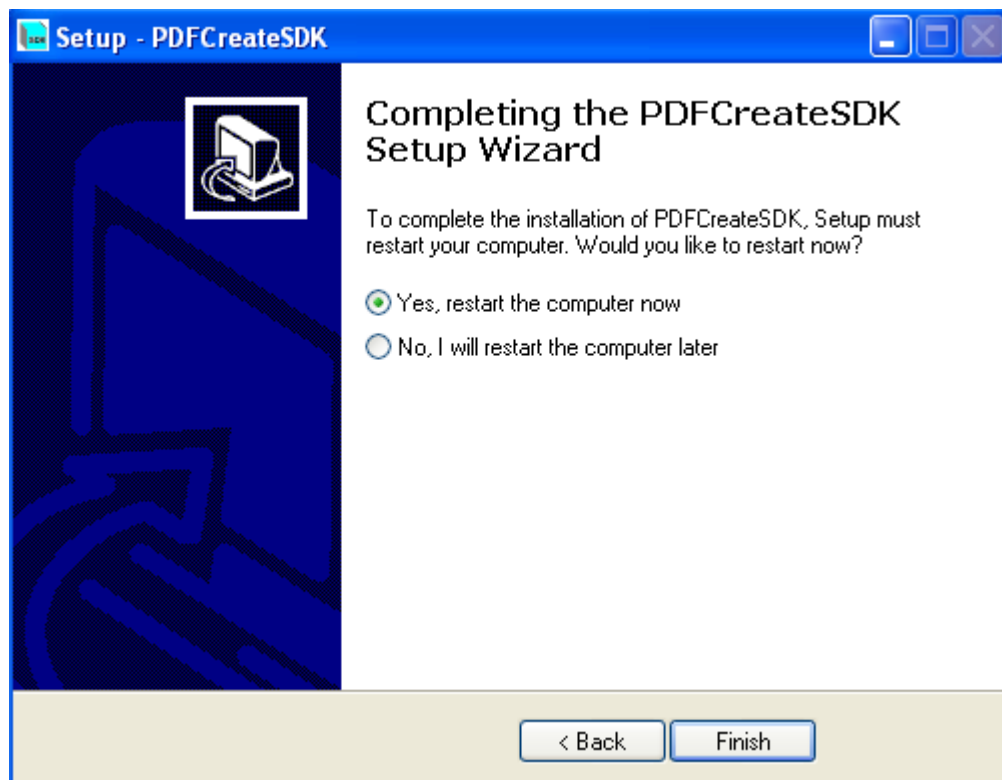 Setup - PDFCreateSDK
Completing the PDFCreateSDK
Setup Wizard
To complete the installation of PDFCreateSDK, Setup must
restart your computer. Would you like to restart now?
Yes, restart the computer now
No, I will restart the computer later
< Back
Finish